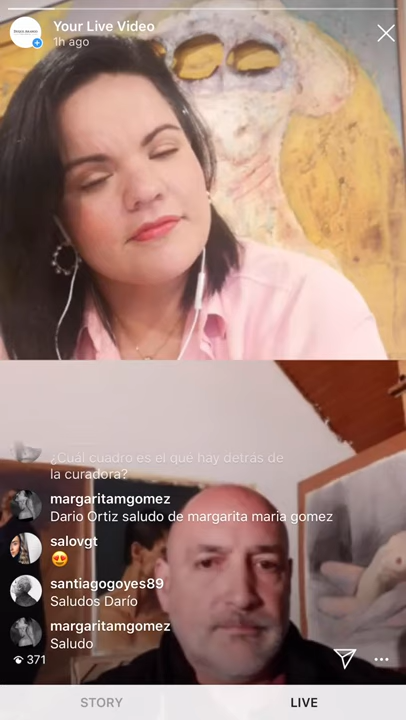 Your Live Video
1h ago
¿Cuál cuadro es el que hay detrás de
la curadora?
margaritamgomez
Dario Ortiz saludo de margarita maria gomez
salovgt
😍
santiagogoyes89
Saludos Darío
margaritamgomez
Saludo
371
STORY
LIVE